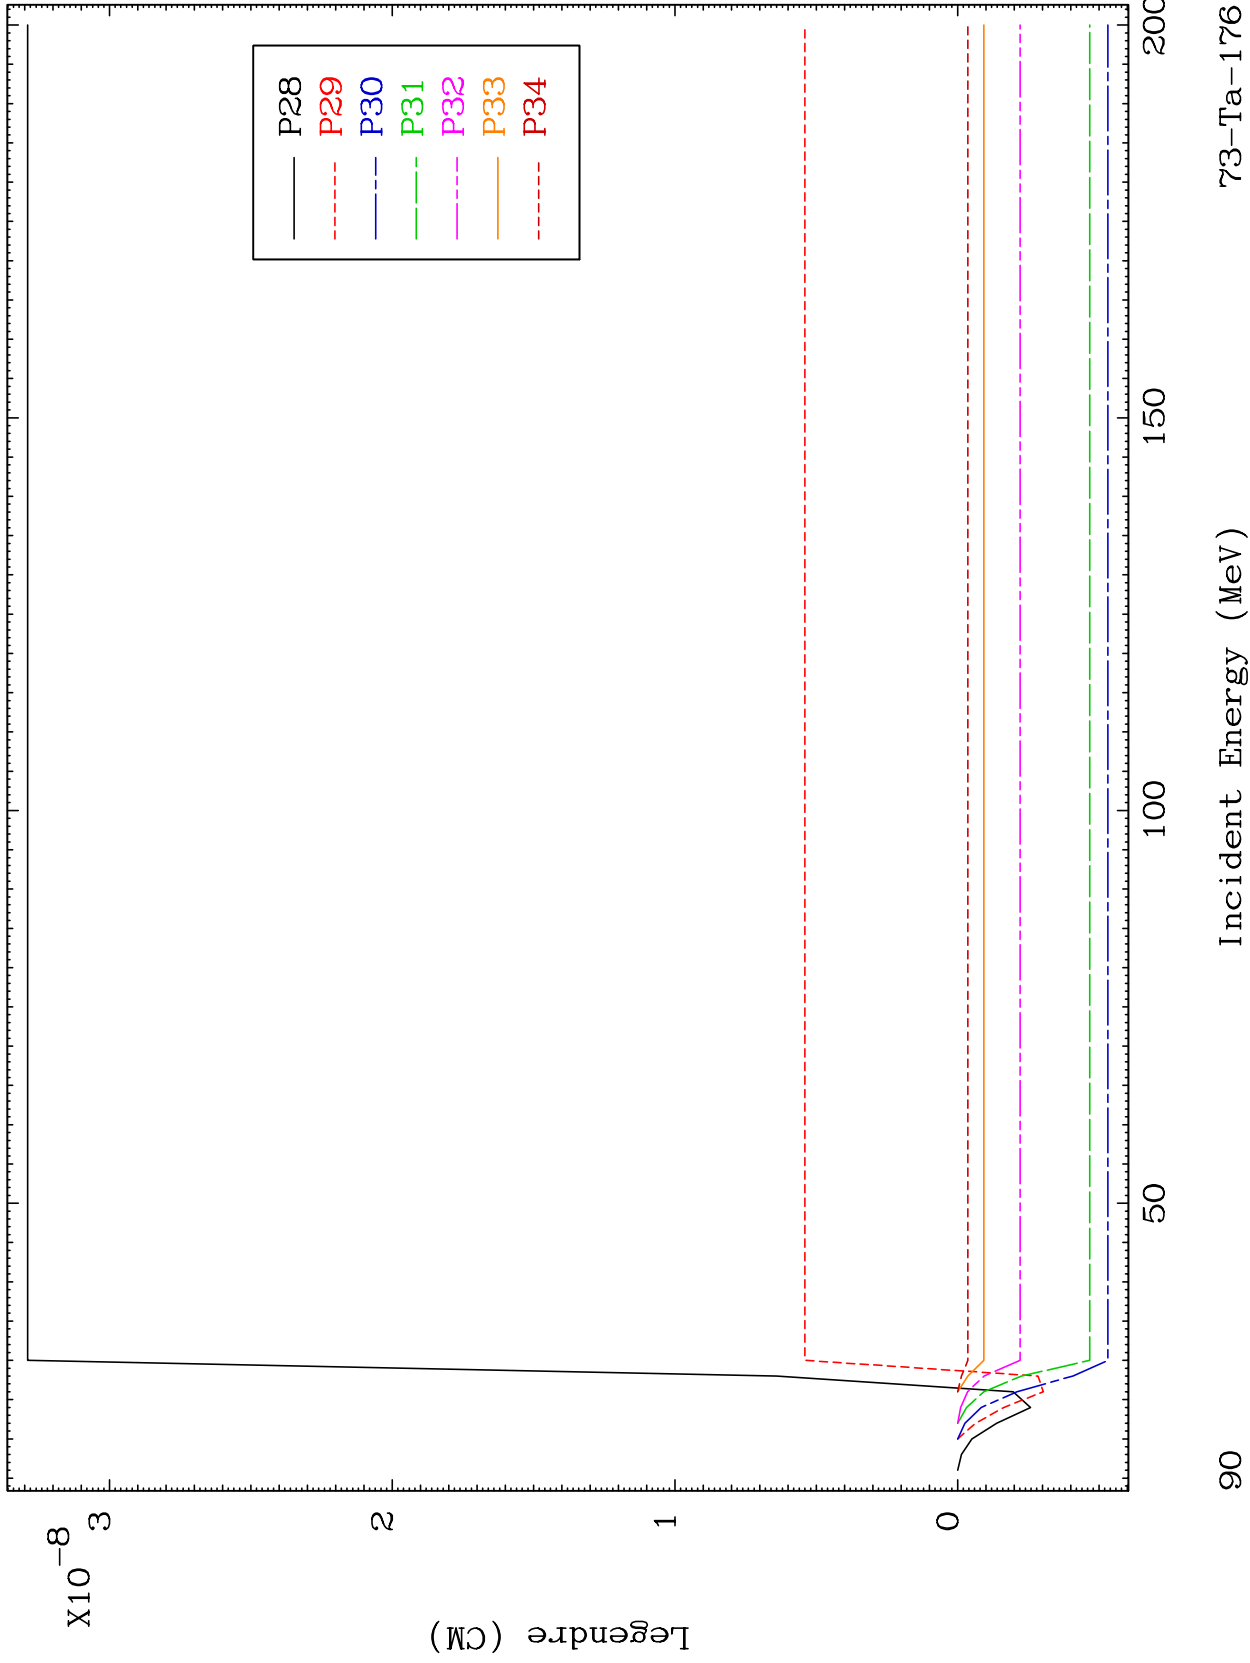 X10-8
3
2
1
0
Legendre (CM)
P28
P29
P30
P31
P32
P33
P34
50
100
150
200
Incident Energy (MeV)
90
73-Ta-176